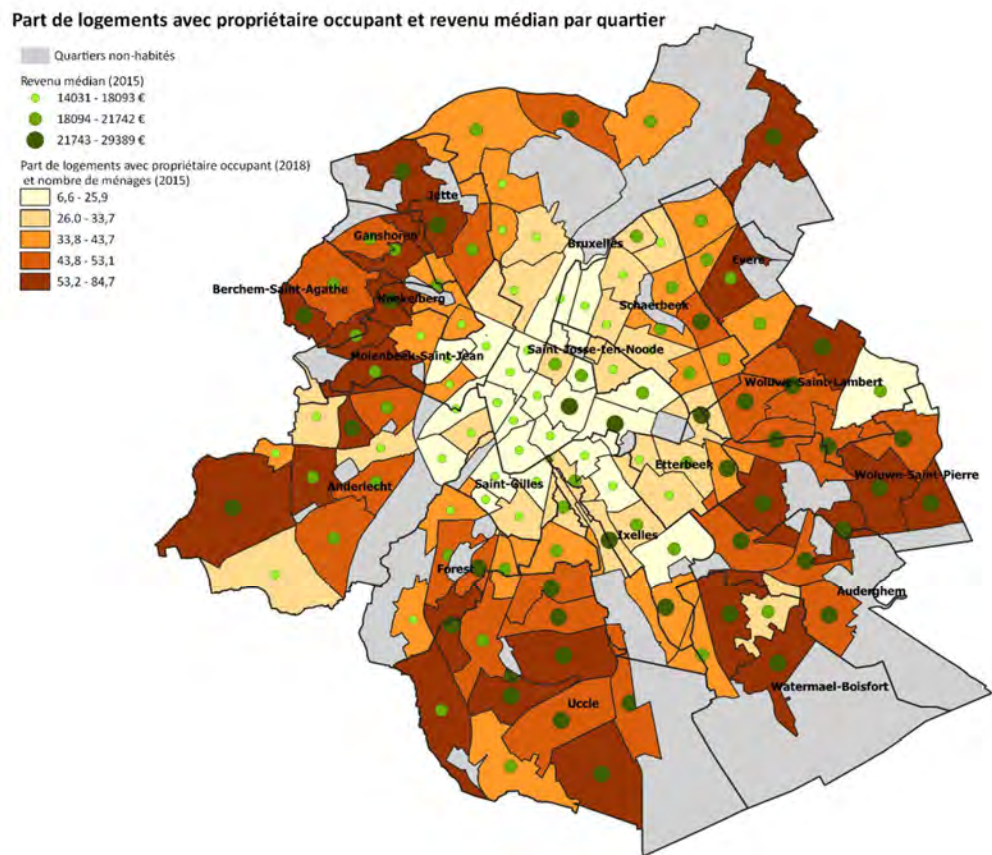 Part de logements avec propriétaire occupant et revenu médian par quartier
Quartiers non-habités
Revenu médian (2015)
14031 - 18093 €
18094 - 21742 €
21743 - 29389 €
Part de logements avec propriétaire occupant (2018)
et nombre de ménages (2015)
6,6 - 25,9
26.0 - 33,7
33,8 - 43,7
43,8 - 53,1
53,2 - 84,7
Jette
Ganshoren
Bruxelles
Evere
Berchem-Saint-Agathe
Koekelberg
Schaerbeek
Molenbeek-Saint-Jean
Saint-Josse-ten-Noode
Woluwe-Saint-Lambert
Etterbeek
Woluwe-Saint-Pierre
Anderlecht
Saint-Gilles
Ixelles
Forest
Auderghem
Watermael-Boisfort
Uccle